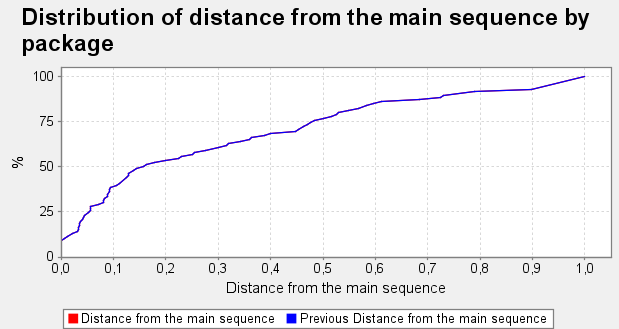 Distribution of distance from the main sequence by
package
100
75
50
25
0
%
0,0 0,1 0,2 0,3 0,4 0,5 0,6 0,7 0,8 0,9 1,0
Distance from the main sequence
Distance from the main sequence Previous Distance from the main sequence